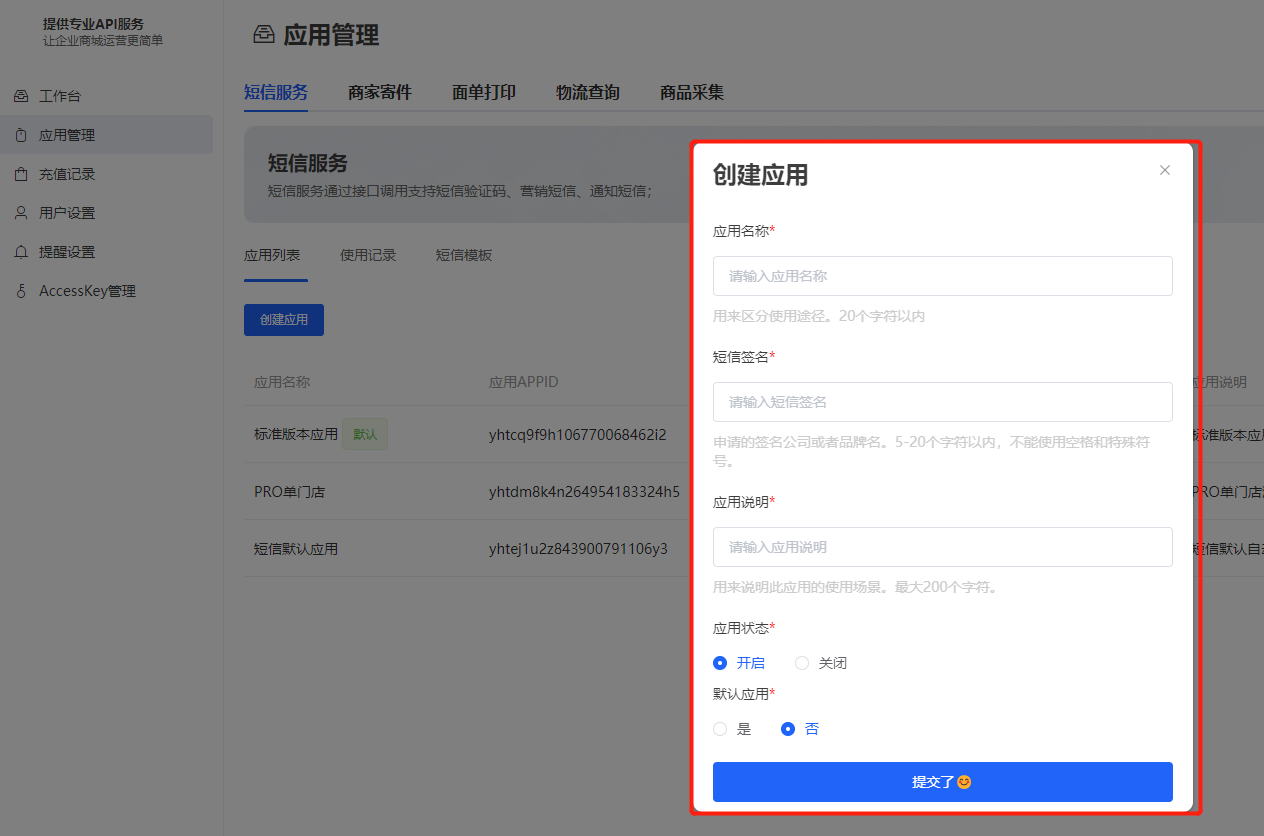 提供专业API服务
让企业商城运营更简单
工作台
应用管理
充值记录
用户设置
提醒设置
AccessKey管理
应用管理
短信服务 商家寄件 面单打印 物流查询 商品采集
短信服务
短信服务通过接口调用支持短信验证码、营销短信、通知短信；
应用列表 使用记录 短信模板
创建应用
应用名称 应用APPID 应用说明
标准版本应用 默认 yhtcq9f9h106770068462i2 标准版本应用
PRO单门店 yhtdm8k4n264954183324h5 PRO单门店
短信默认应用 yhtej1u2z843900791106y3 短信默认自
创建应用
应用名称*
请输入应用名称
用来区分使用途径。20个字符以内
短信签名*
请输入短信签名
申请的签名公司或者品牌名。5-20个字符以内，不能使用空格和特殊符
号。
应用说明*
请输入应用说明
用来说明此应用的使用场景。最大200个字符。
应用状态*
开启 关闭
默认应用*
是 否
提交了😊